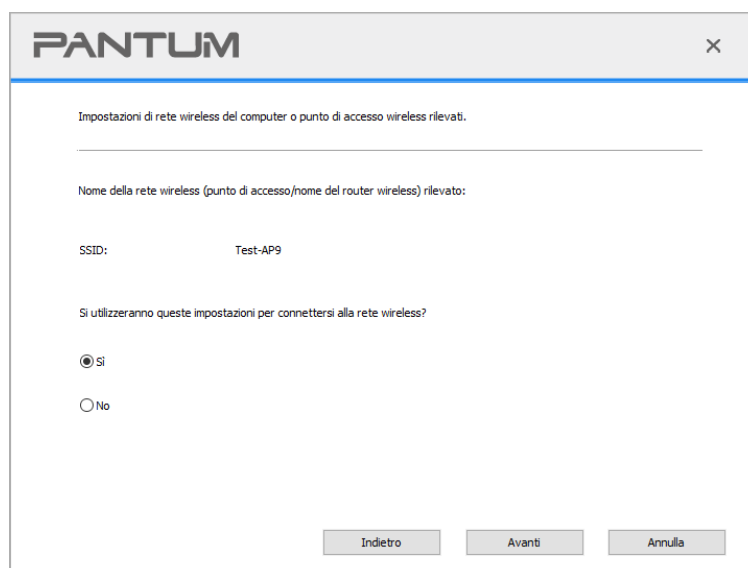 PANTUM
Impostazioni di rete wireless del computer o punto di accesso wireless rilevati.
Nome della rete wireless (punto di accesso/nome del router wireless) rilevato:
SSID: Test-AP9
Si utilizzeranno queste impostazioni per connettersi alla rete wireless?
Sì
No
Indietro Avanti Annulla